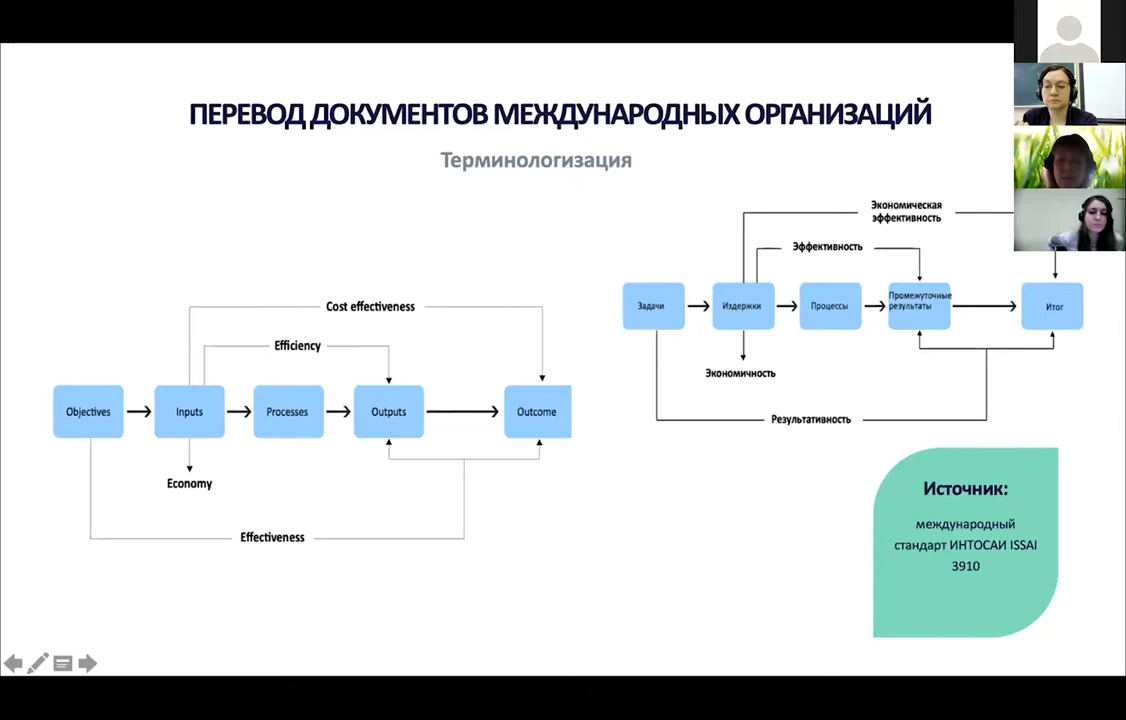 ПЕРЕВОД ДОКУМЕНТОВ МЕЖДУНАРОДНЫХ ОРГАНИЗАЦИЙ
Терминологизация
Cost effectiveness
Efficiency
Objectives
Inputs
Processes
Outputs
Outcome
Economy
Effectiveness
Экономическая
эффективность
Эффективность
Задачи
Издержки
Процессы
Промежуточные
результаты
Итог
Экономичность
Результативность
Источник:
международный
стандарт ИНТОСАИ ISSAI
3910